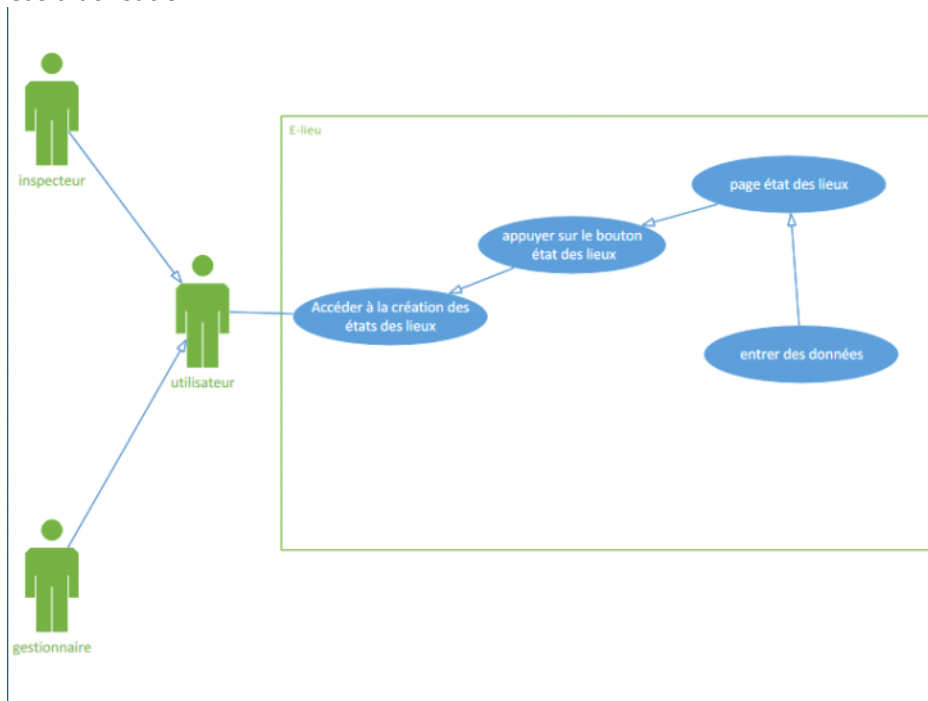 E-lieu
inspecteur
page état des lieux
appuyer sur le bouton
état des lieux
Accéder à la création des
états des lieux
entrer des données
utilisateur
gestionnaire